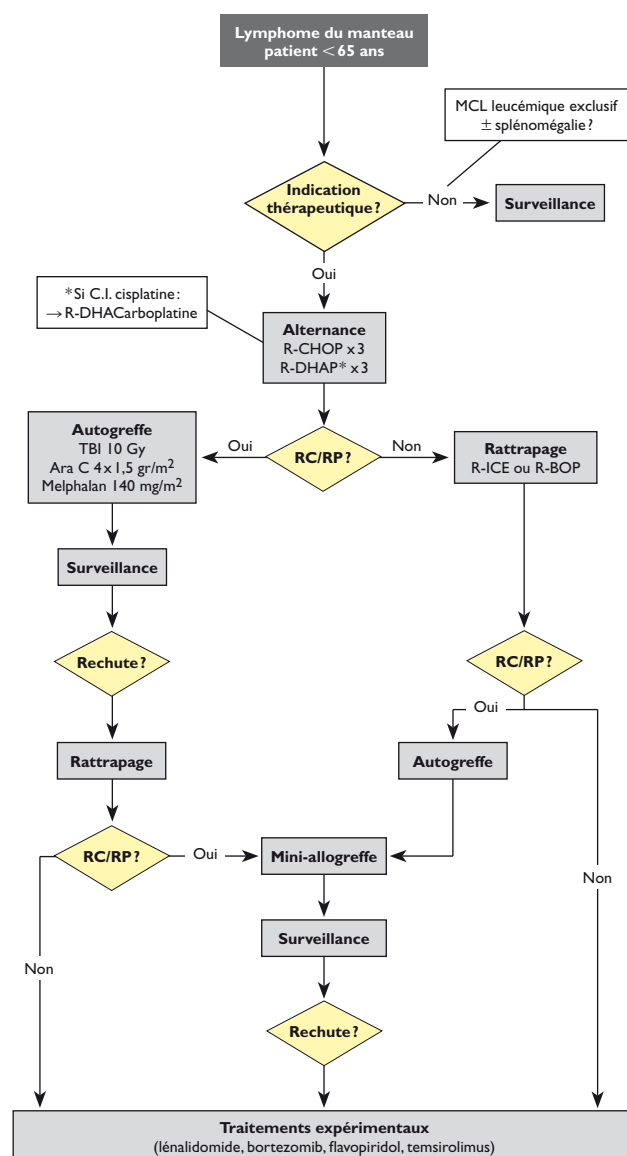 Lymphome du manteau
patient < 65 ans
MCL leucémique exclusif
± splénomégalie ?
Indication
thérapeutique ?
Non
Surveillance
Oui
*Si C.I. cisplatine :
→ R-DHACarboplatine
Alternance
R-CHOP x 3
R-DHAP* x 3
Autogreffe
TBI 10 Gy
Ara C 4 x 1,5 gr/m²
Melphalan 140 mg/m²
Oui
RC/RP ?
Non
Rattrapage
R-ICE ou R-BOP
Surveillance
Rechute ?
RC/RP ?
Oui
Rattrapage
Autogreffe
RC/RP ?
Oui
Mini-allogreffe
Non
Surveillance
Non
Rechute ?
Traitements expérimentaux
(lénalidomide, bortezomib, flavopiridol, temsirolimus)